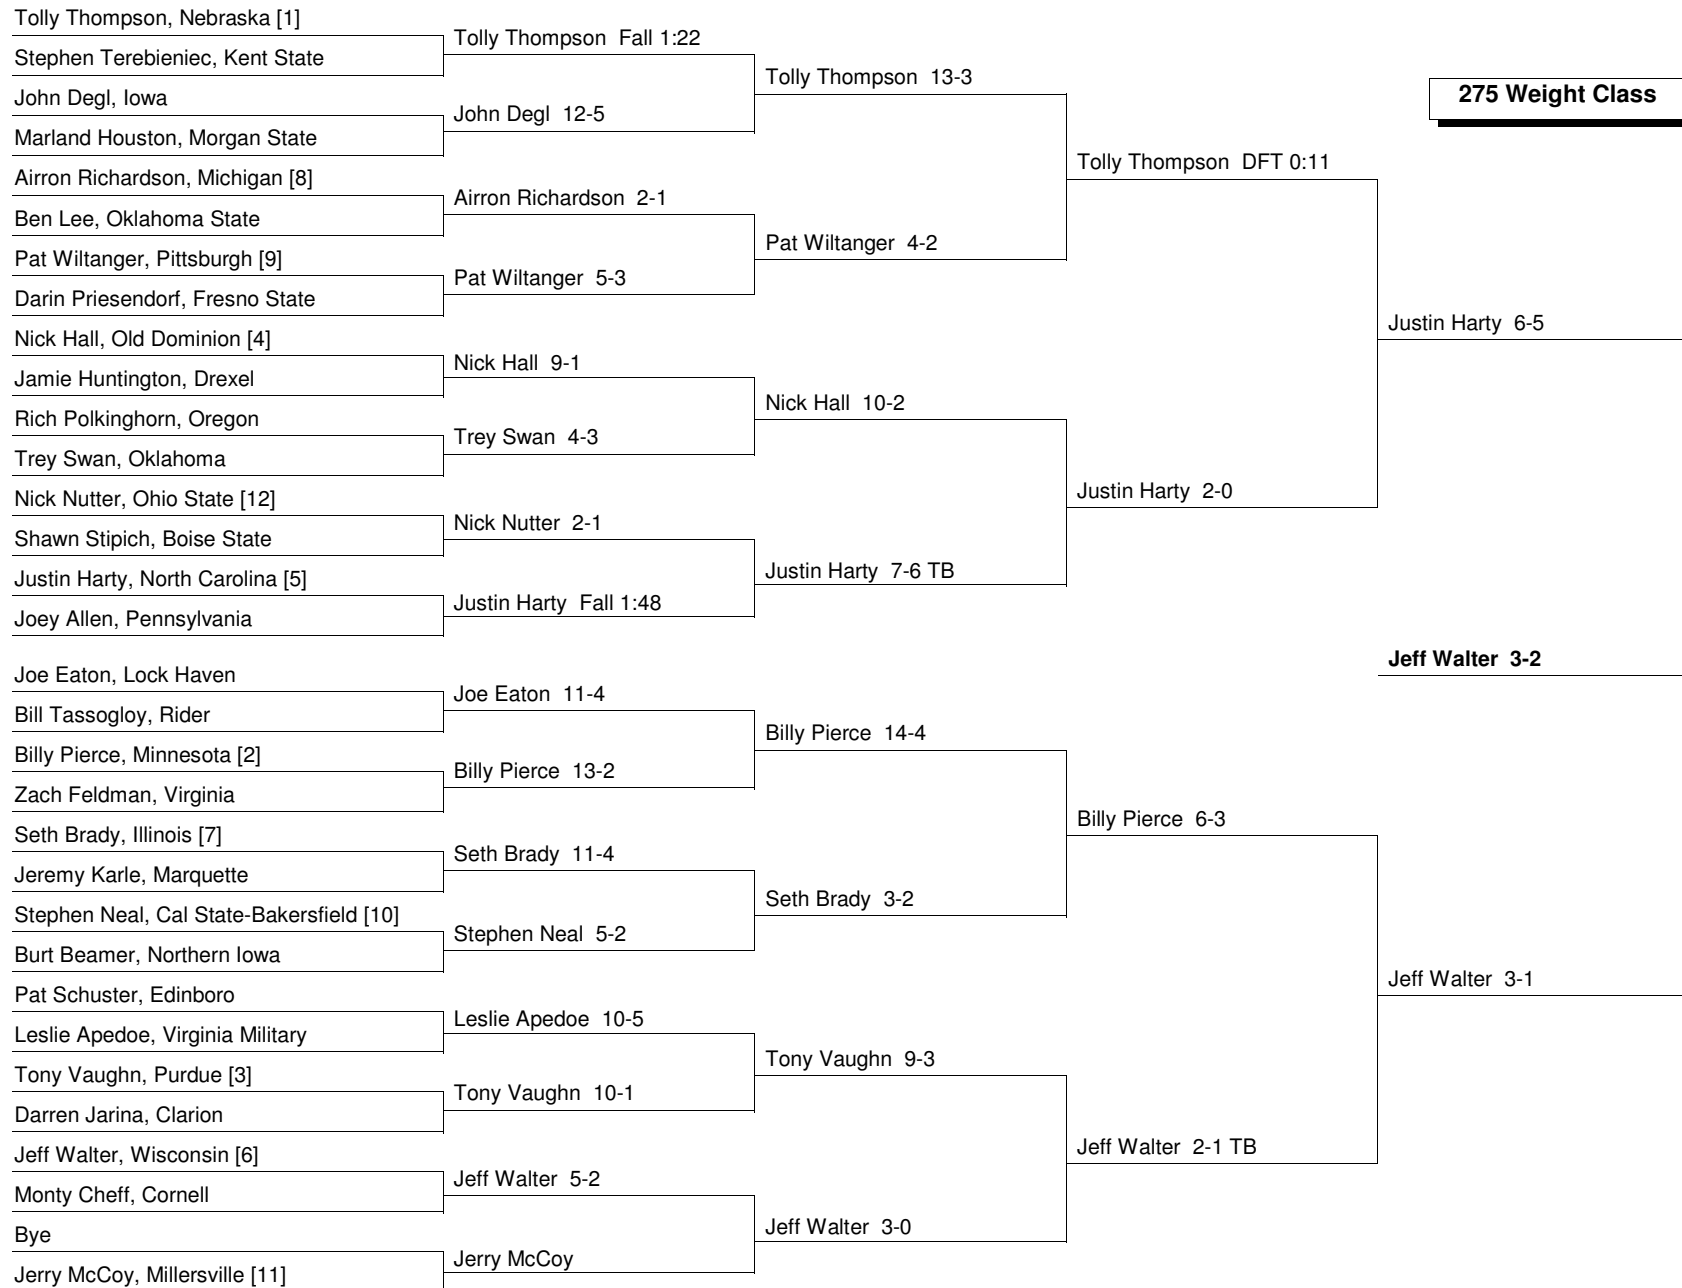 Tolly Thompson, Nebraska [1]
Stephen Terebieniec, Kent State
John Degl, Iowa
Marland Houston, Morgan State
Airron Richardson, Michigan [8]
Ben Lee, Oklahoma State
Pat Wiltanger, Pittsburgh [9]
Darin Priesendorf, Fresno State
Nick Hall, Old Dominion [4]
Jamie Huntington, Drexel
Rich Polkinghorn, Oregon
Trey Swan, Oklahoma
Nick Nutter, Ohio State [12]
Shawn Stipich, Boise State
Justin Harty, North Carolina [5]
Joey Allen, Pennsylvania
Joe Eaton, Lock Haven
Bill Tassogloy, Rider
Billy Pierce, Minnesota [2]
Zach Feldman, Virginia
Seth Brady, Illinois [7]
Jeremy Karle, Marquette
Stephen Neal, Cal State-Bakersfield [10]
Burt Beamer, Northern Iowa
Pat Schuster, Edinboro
Leslie Apedoe, Virginia Military
Tony Vaughn, Purdue [3]
Darren Jarina, Clarion
Jeff Walter, Wisconsin [6]
Monty Cheff, Cornell
Bye
Jerry McCoy, Millersville [11]
Tolly Thompson Fall 1:22
John Degl 12-5
Airron Richardson 2-1
Pat Wiltanger 5-3
Nick Hall 9-1
Trey Swan 4-3
Nick Nutter 2-1
Justin Harty Fall 1:48
Joe Eaton 11-4
Billy Pierce 13-2
Seth Brady 11-4
Stephen Neal 5-2
Leslie Apedoe 10-5
Tony Vaughn 10-1
Jeff Walter 5-2
Jerry McCoy
Tolly Thompson 13-3
Pat Wiltanger 4-2
Nick Hall 10-2
Justin Harty 7-6 TB
Billy Pierce 14-4
Seth Brady 3-2
Tony Vaughn 9-3
Jeff Walter 3-0
Tolly Thompson DFT 0:11
Justin Harty 2-0
Billy Pierce 6-3
Jeff Walter 2-1 TB
275 Weight Class
Justin Harty 6-5
Jeff Walter 3-2
Jeff Walter 3-1